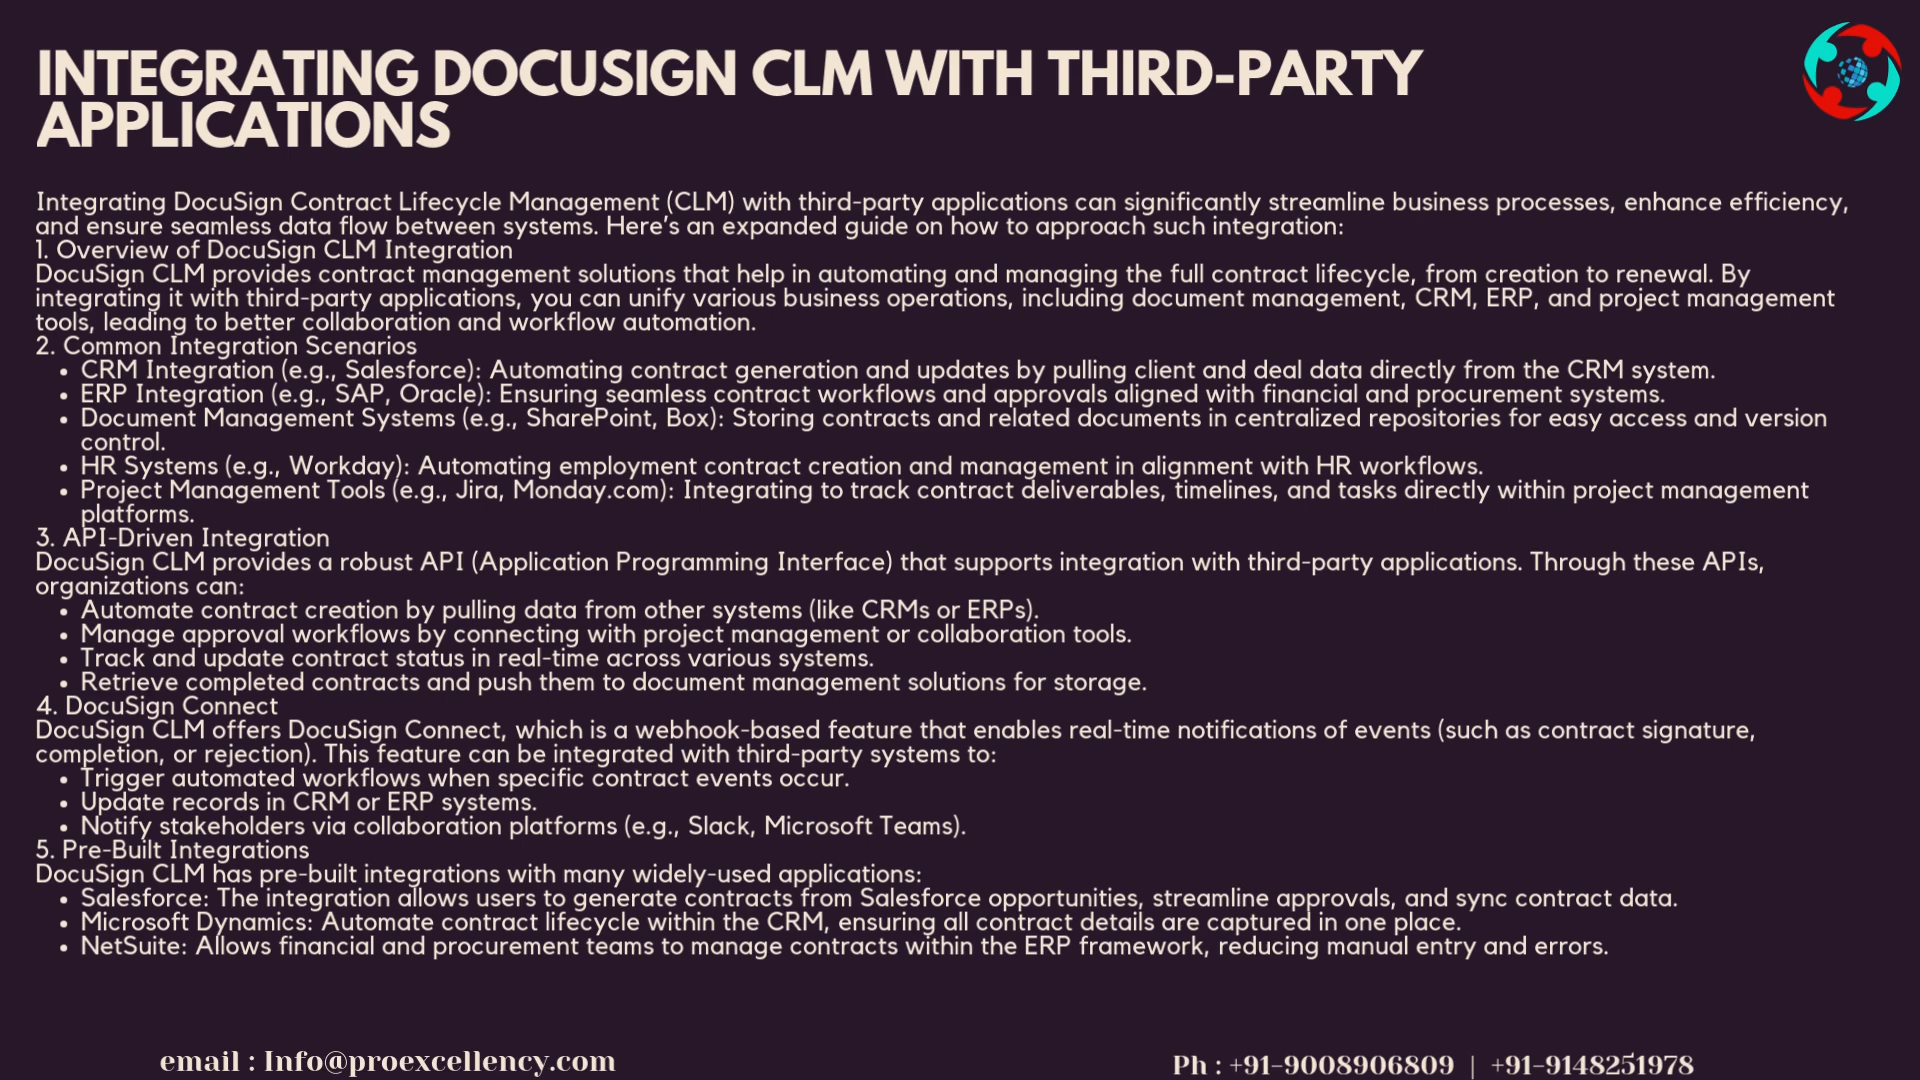 INTEGRATING DOCUSIGN CLM WITH THIRD-PARTY
APPLICATIONS
Integrating DocuSign Contract Lifecycle Management (CLM) with third-party applications can significantly streamline business processes, enhance efficiency,
and ensure seamless data flow between systems. Here's an expanded guide on how to approach such integration:
1. Overview of DocuSign CLM Integration
DocuSign CLM provides contract management solutions that help in automating and managing the full contract lifecycle, from creation to renewal. By
integrating it with third-party applications, you can unify various business operations, including document management, CRM, ERP, and project management
tools, leading to better collaboration and workflow automation.
2. Common Integration Scenarios
• CRM Integration (e.g., Salesforce): Automating contract generation and updates by pulling client and deal data directly from the CRM system.
• ERP Integration (e.g., SAP, Oracle): Ensuring seamless contract workflows and approvals aligned with financial and procurement systems.
• Document Management Systems (e.g., SharePoint, Box): Storing contracts and related documents in centralized repositories for easy access and version
control.
• HR Systems (e.g., Workday): Automating employment contract creation and management in alignment with HR workflows.
• Project Management Tools (e.g., Jira, Monday.com): Integrating to track contract deliverables, timelines, and tasks directly within project management
platforms.
3. API-Driven Integration
DocuSign CLM provides a robust API (Application Programming Interface) that supports integration with third-party applications. Through these APIs,
organizations can:
• Automate contract creation by pulling data from other systems (like CRMs or ERPs).
• Manage approval workflows by connecting with project management or collaboration tools.
• Track and update contract status in real-time across various systems.
• Retrieve completed contracts and push them to document management solutions for storage.
4. DocuSign Connect
DocuSign CLM offers DocuSign Connect, which is a webhook-based feature that enables real-time notifications of events (such as contract signature,
completion, or rejection). This feature can be integrated with third-party systems to:
• Trigger automated workflows when specific contract events occur.
• Update records in CRM or ERP systems.
• Notify stakeholders via collaboration platforms (e.g., Slack, Microsoft Teams).
5. Pre-Built Integrations
DocuSign CLM has pre-built integrations with many widely-used applications:
• Salesforce: The integration allows users to generate contracts from Salesforce opportunities, streamline approvals, and sync contract data.
• Microsoft Dynamics: Automate contract lifecycle within the CRM, ensuring all contract details are captured in one place.
• NetSuite: Allows financial and procurement teams to manage contracts within the ERP framework, reducing manual entry and errors.
email : Info@proexcellency.com
Ph : +91-9008906809 | +91-9148251978